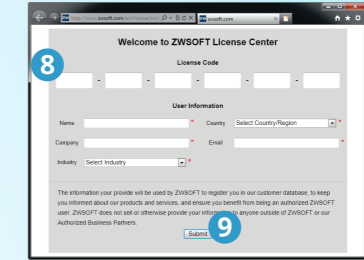 zwsoft.com
Welcome to ZWSOFT License Center
License Code
8
- - - - - -
User Information
Name * Country Select Country/Region *
Company * Email *
Industry Select Industry *
The information your provide will be used by ZWSOFT to register you in our customer database, to keep
you informed about our products and services, and ensure you benefit from being an authorized ZWSOFT
user. ZWSOFT does not sell or otherwise provide your information to anyone outside of ZWSOFT or our
Authorized Business Partners.
Submit 9